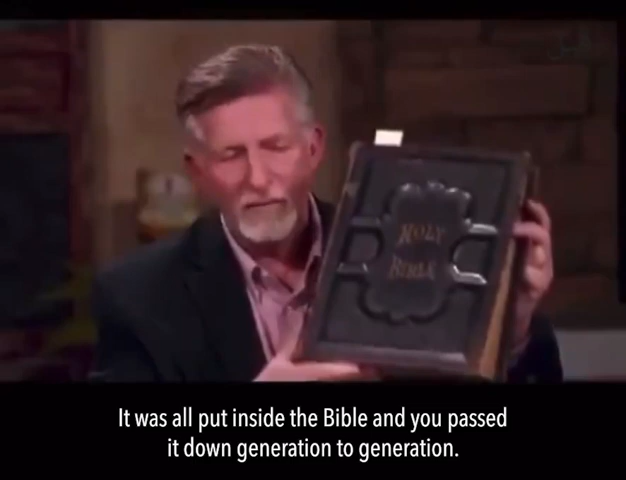 HOLY
BIBLE
It was all put inside the Bible and you passed
it down generation to generation.